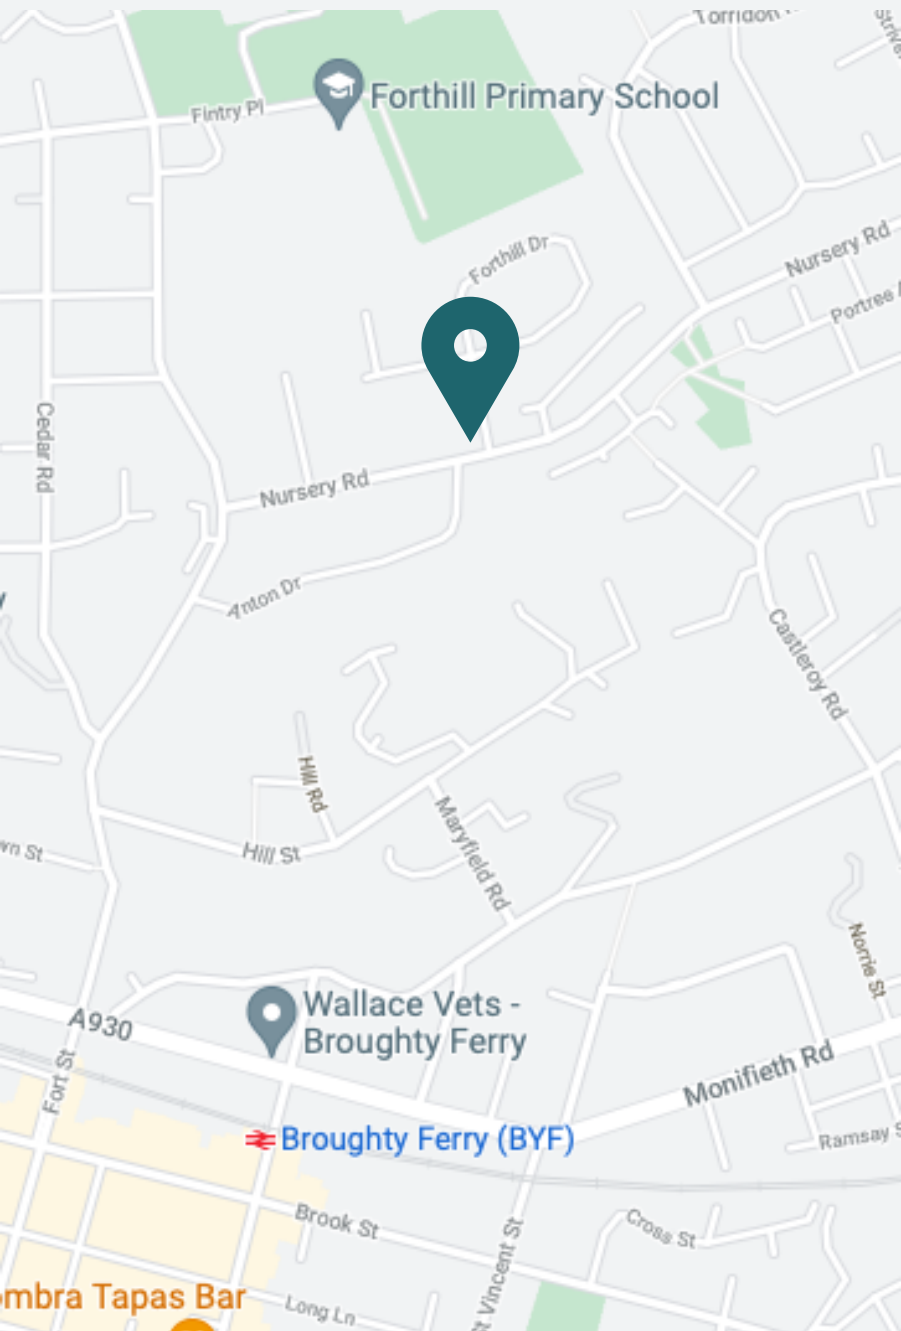 Torridon
Fintry Pl
Forthill Primary School
Forthill Dr
Nursery Rd
Portree
Cedar Rd
Nursery Rd
Anton Dr
Castleroy Rd
Hill Rd
Hill St
Maryfield Rd
Norrie St
A930
Wallace Vets -
Broughty Ferry
Monifieth Rd
Fort St
Broughty Ferry (BYF)
Ramsay
Brook St
Cross St
St Vincent St
Tapas Bar
Long Ln